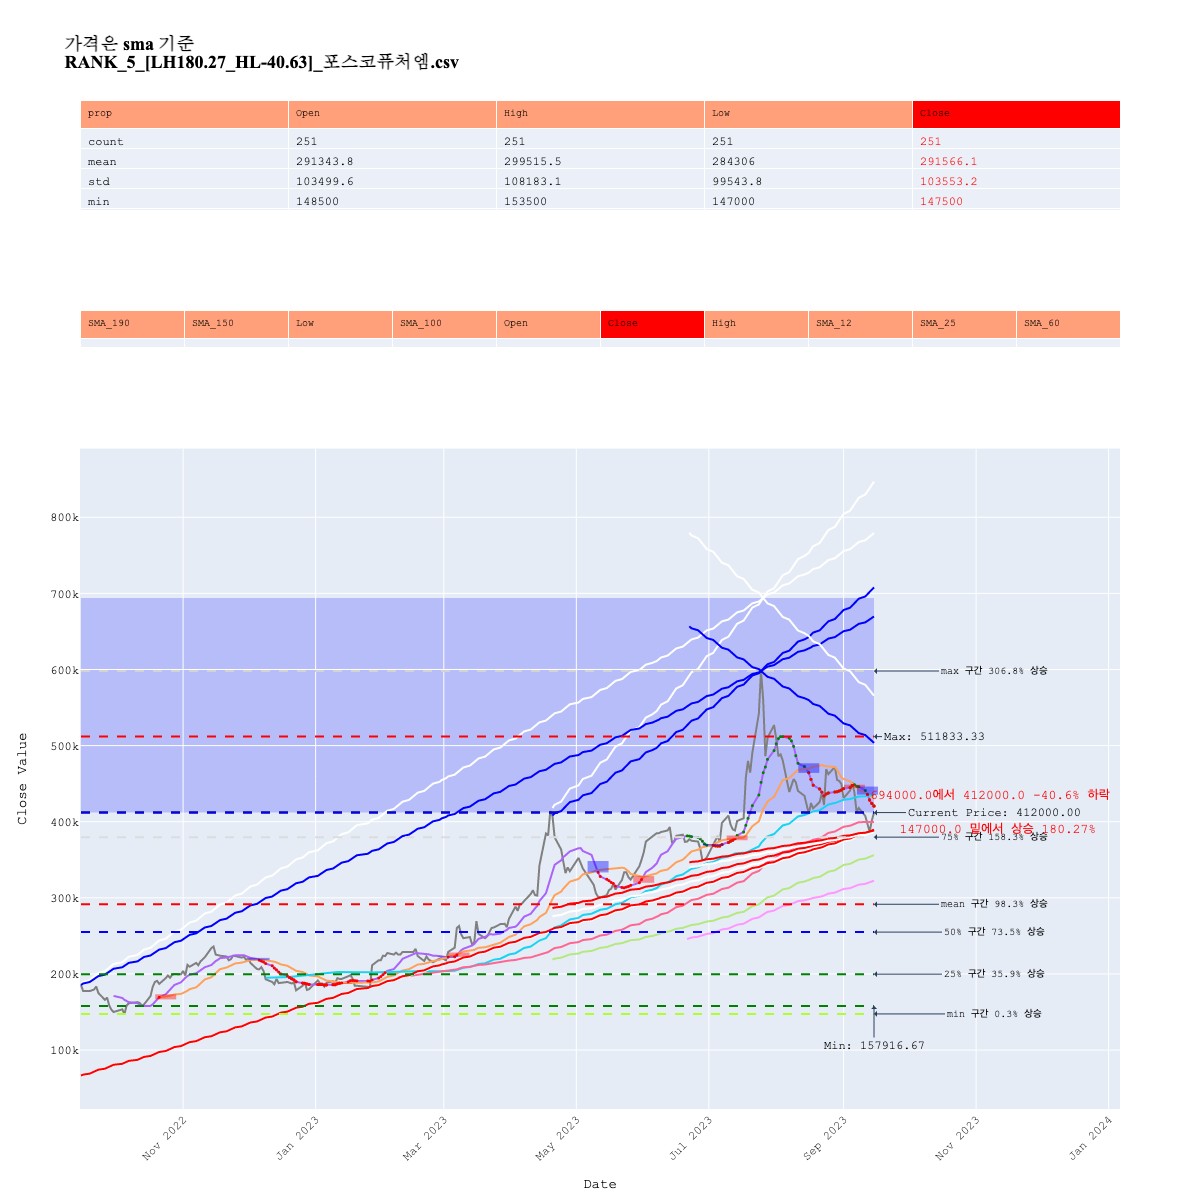 가격은 sma 기준
RANK_5_[LH180.27_HL-40.63]_포스코퓨처엠.csv
prop Open High Low Close
count 251 251 251 251
mean 291343.8 299515.5 284306 291566.1
std 103499.6 108183.1 99543.8 103553.2
min 148500 153500 147000 147500
SMA_190 SMA_150 Low SMA_100 Open Close High SMA_12 SMA_25 SMA_60
800k
700k
600k
max 구간 306.8% 상승
500k
Max: 511833.33
694000.0에서 412000.0 -40.6% 하락
Current Price: 412000.00
400k
147000.0 밑에서 상승 180.27%
75% 구간 158.3% 상승
300k
mean 구간 98.3% 상승
50% 구간 73.5% 상승
200k
25% 구간 35.9% 상승
min 구간 0.3% 상승
Min: 157916.67
100k
Close Value
Nov 2022
Jan 2023
Mar 2023
May 2023
Jul 2023
Sep 2023
Nov 2023
Jan 2024
Date